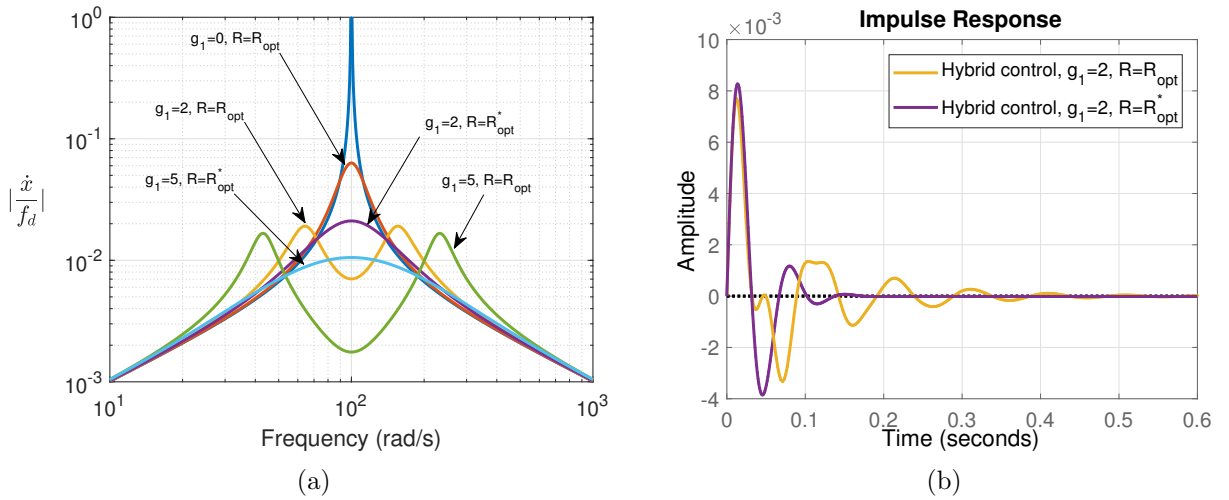 10^0
10^-1
10^-2
10^-3
10^1
10^2
10^3
|ẋ/f_d|
Frequency (rad/s)
g_1=0, R=R_opt
g_1=2, R=R_opt
g_1=2, R=R_opt^*
g_1=5, R=R_opt^*
g_1=5, R=R_opt
(a)
Impulse Response
×10^-3
10
8
6
4
2
0
-2
-4
Amplitude
Hybrid control, g_1=2, R=R_opt
Hybrid control, g_1=2, R=R_opt^*
0 0.1 0.2 0.3 0.4 0.5 0.6
Time (seconds)
(b)